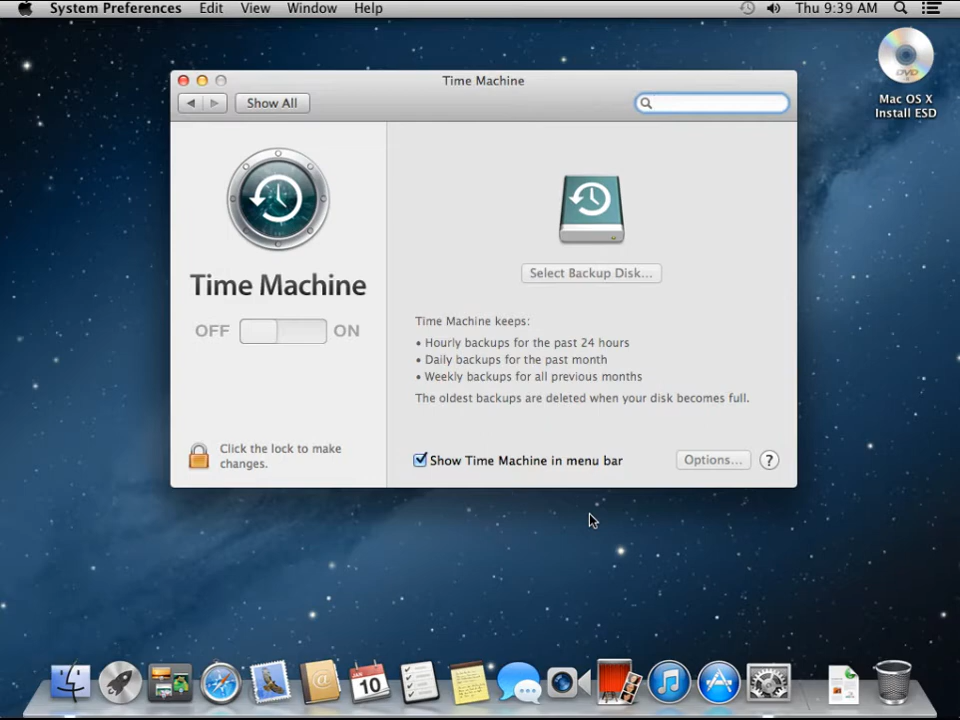 System Preferences Edit View Window Help Thu 9:39 AM
Time Machine
Show All
DVD
Mac OS X
Install ESD
Time Machine
OFF ON
Select Backup Disk...
Time Machine keeps:
• Hourly backups for the past 24 hours
• Daily backups for the past month
• Weekly backups for all previous months
The oldest backups are deleted when your disk becomes full.
Click the lock to make
changes.
Show Time Machine in menu bar
Options...
?
10